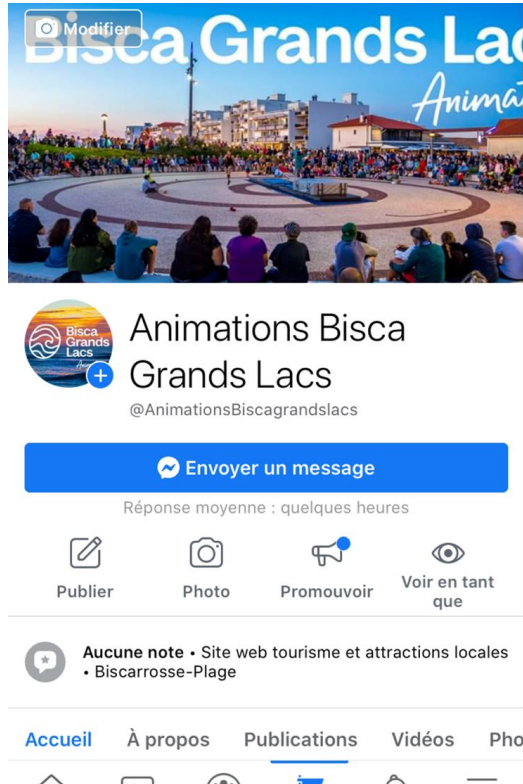 Modifier
Bisca Grands Lac
Anima
Bisca
Grands
Lacs
Animations Bisca
Grands Lacs
@AnimationsBiscagrandslacs
Envoyer un message
Réponse moyenne : quelques heures
Publier
Photo
Promouvoir
Voir en tant
que
Aucune note • Site web tourisme et attractions locales
• Biscarrosse-Plage
Accueil
À propos
Publications
Vidéos
Pho